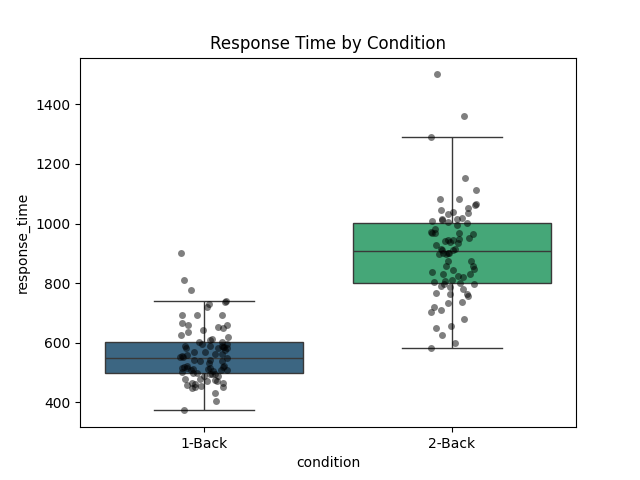 Response Time by Condition
response_time
1400
1200
1000
800
600
400
1-Back
2-Back
condition